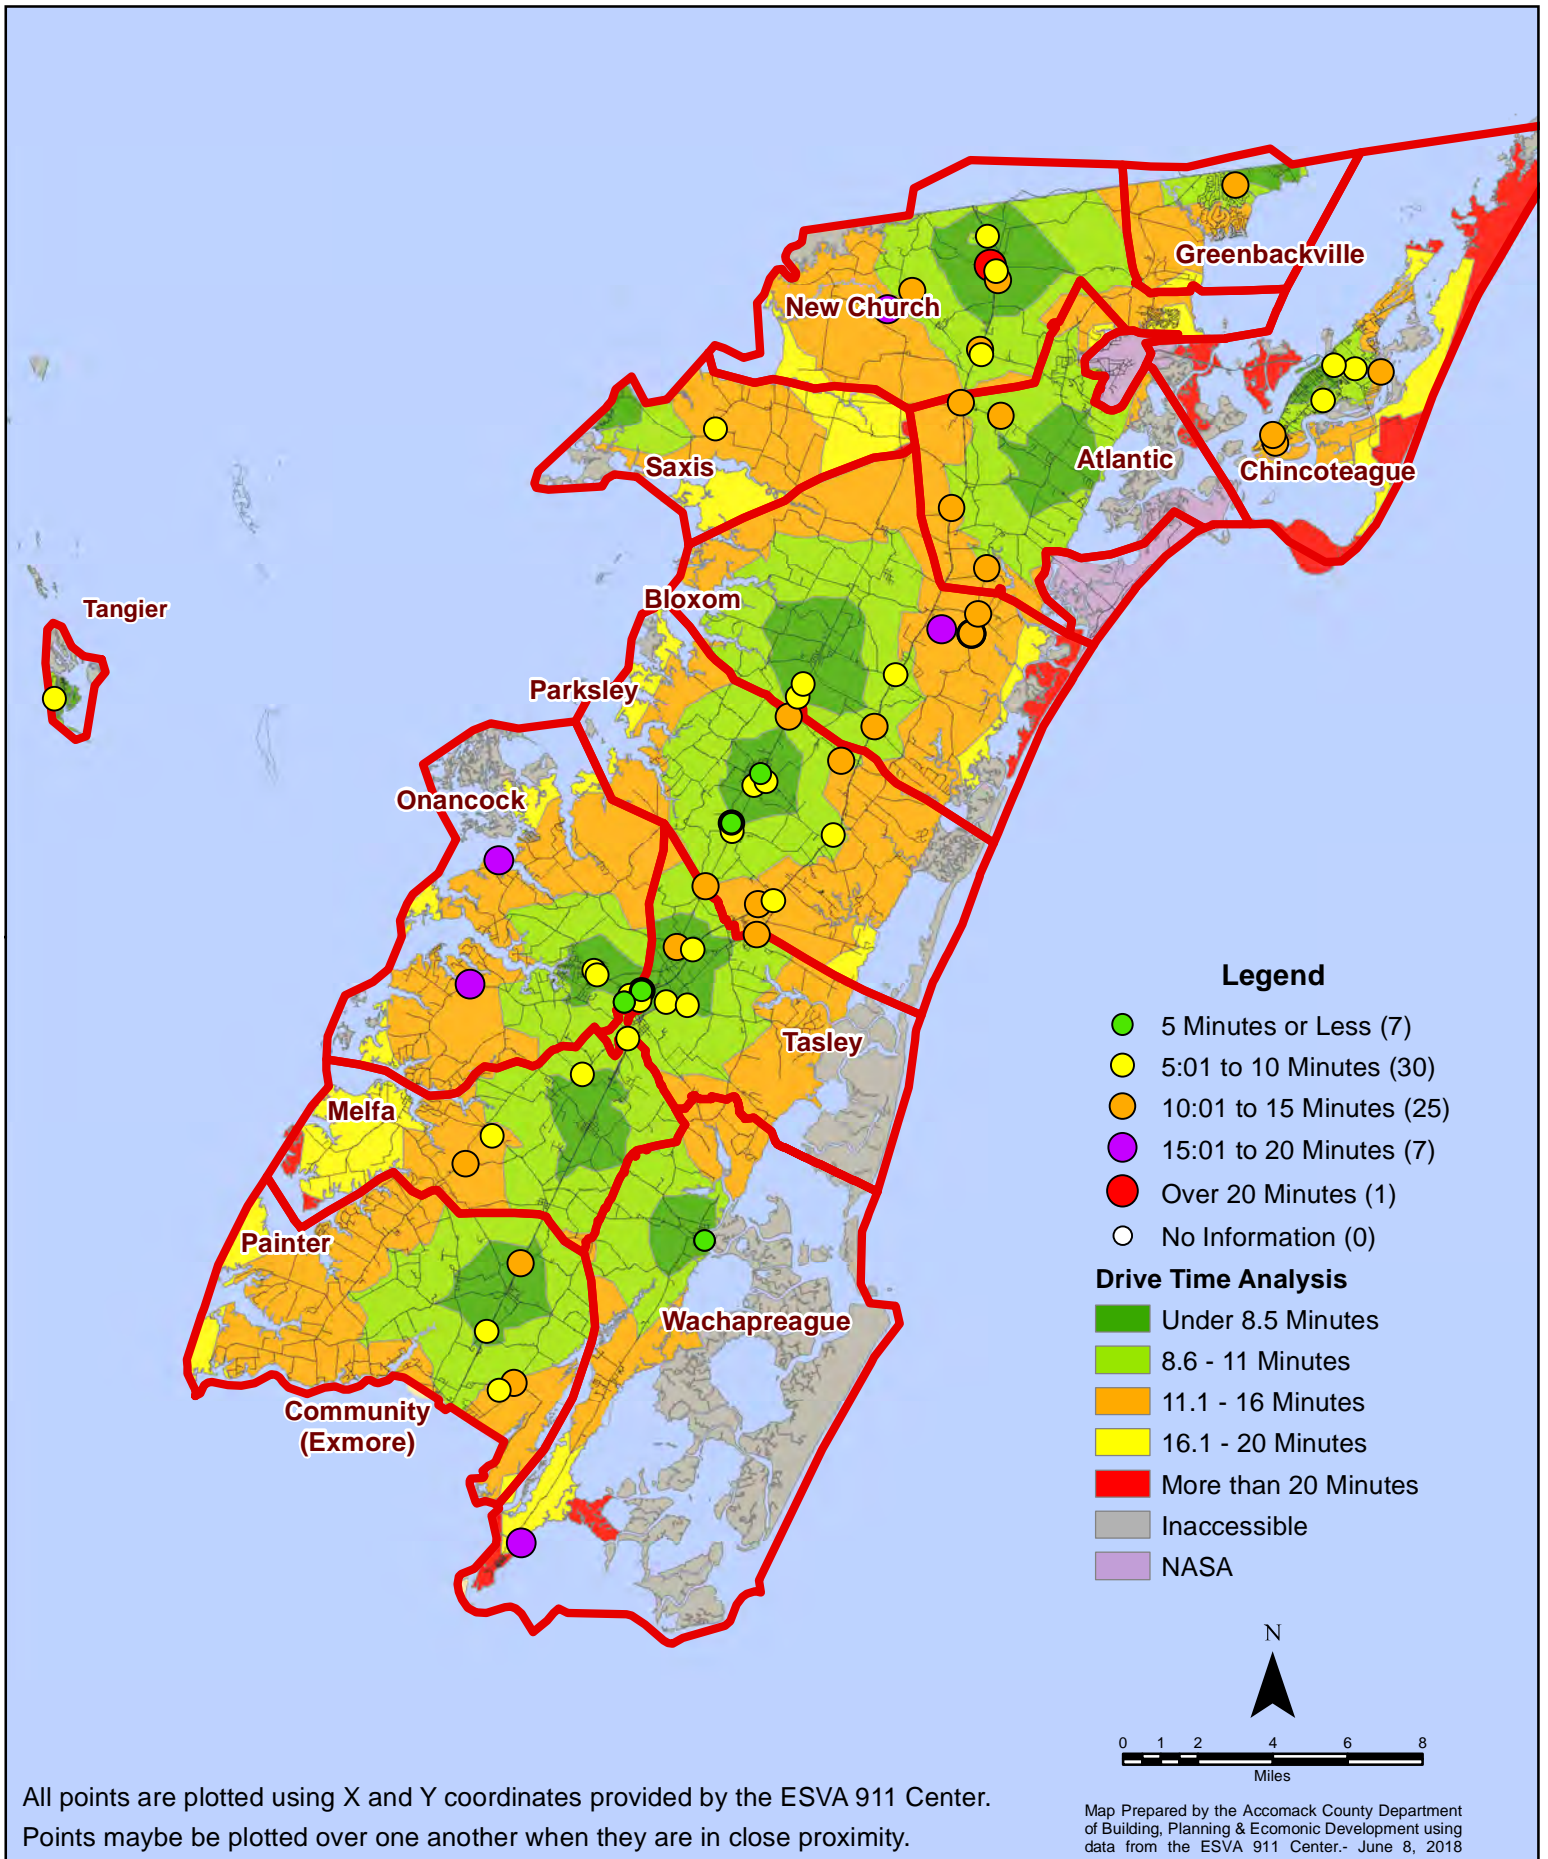 Greenbackville
New Church
Atlantic
Chincoteague
Saxis
Bloxom
Tangier
Parksley
Onancock
Tasley
Melfa
Painter
Wachapreague
Community
(Exmore)
Legend
5 Minutes or Less (7)
5:01 to 10 Minutes (30)
10:01 to 15 Minutes (25)
15:01 to 20 Minutes (7)
Over 20 Minutes (1)
No Information (0)
Drive Time Analysis
Under 8.5 Minutes
8.6 - 11 Minutes
11.1 - 16 Minutes
16.1 - 20 Minutes
More than 20 Minutes
Inaccessible
NASA
N
0 1 2 4 6 8
Miles
All points are plotted using X and Y coordinates provided by the ESVA 911 Center.
Points maybe be plotted over one another when they are in close proximity.
Map Prepared by the Accomack County Department
of Building, Planning & Ecomonic Development using
data from the ESVA 911 Center.- June 8, 2018